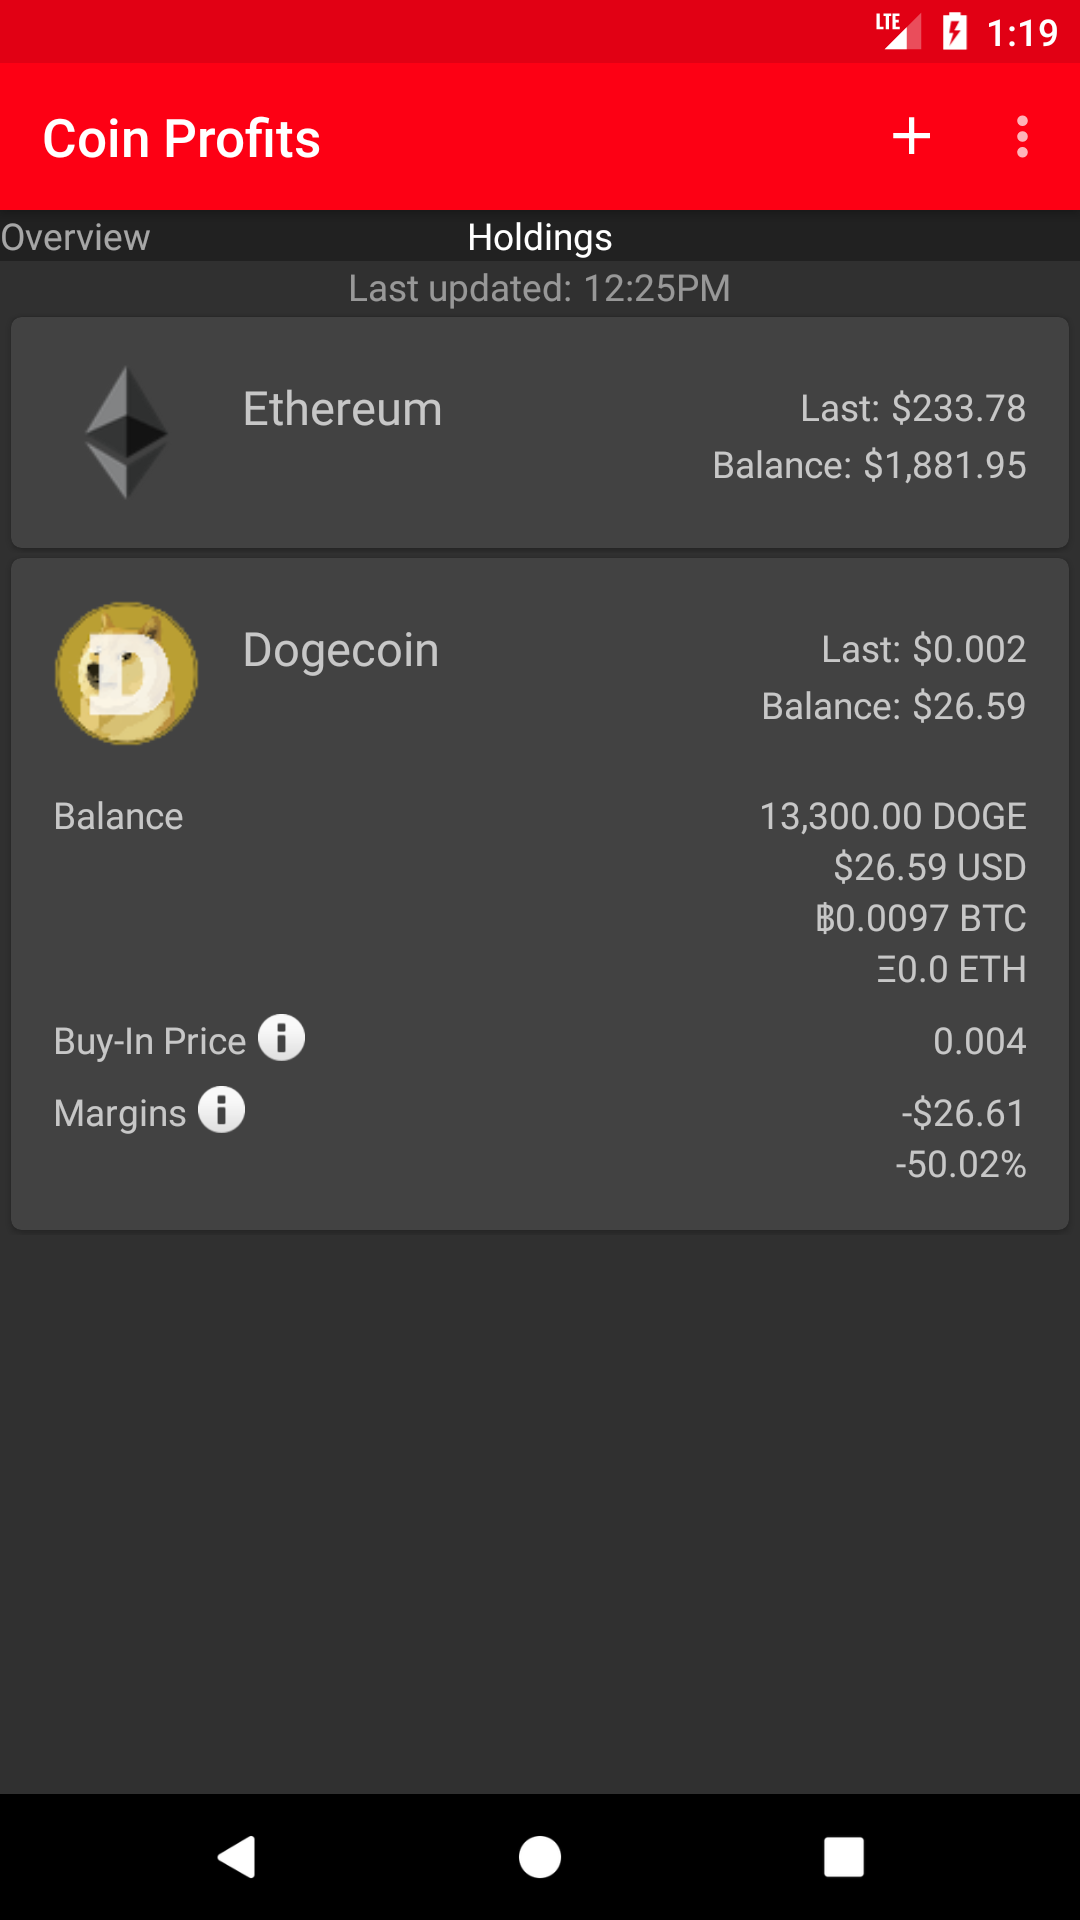 LTE 1:19
Coin Profits
Overview Holdings
Last updated: 12:25PM
Ethereum Last: $233.78
Balance: $1,881.95
D
Dogecoin Last: $0.002
Balance: $26.59
Balance 13,300.00 DOGE
$26.59 USD
฿0.0097 BTC
Ξ0.0 ETH
Buy-In Price 0.004
Margins -$26.61
-50.02%